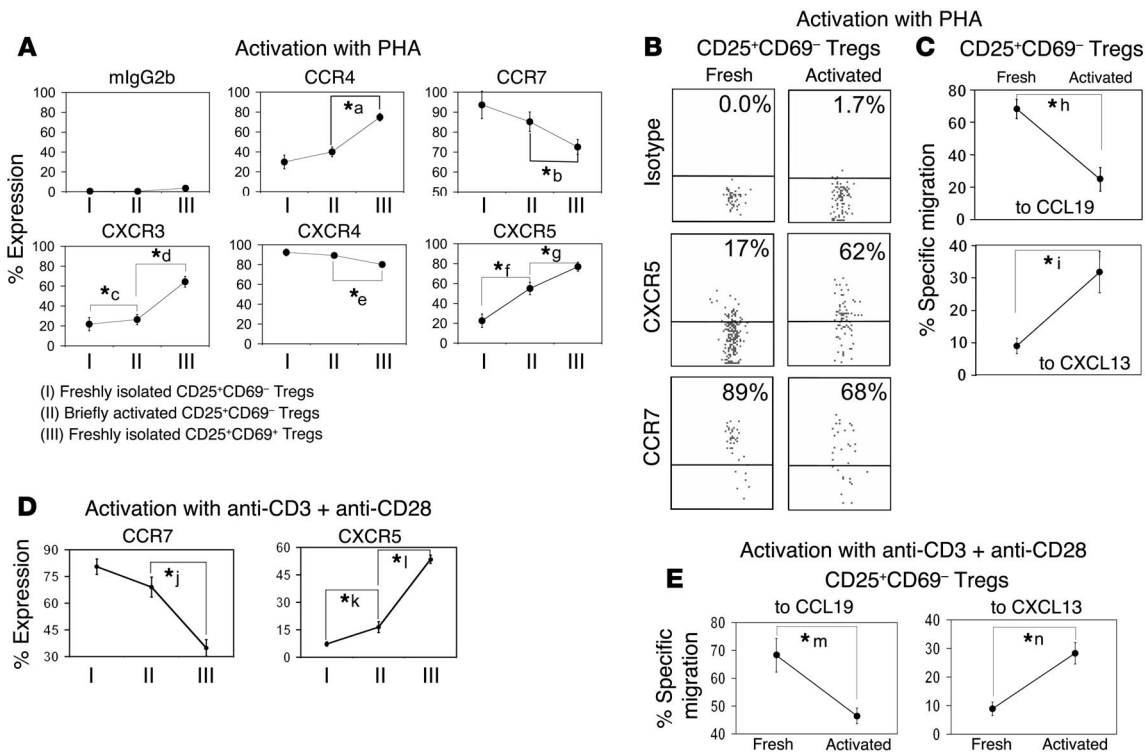 A
Activation with PHA
mIgG2b
CCR4
CCR7
% Expression
100
80
60
40
20
0
100
80
60
40
20
0
*a
100
90
80
70
60
50
*b
I II III
I II III
I II III
CXCR3
CXCR4
CXCR5
100
80
60
40
20
0
*c
*d
100
80
60
40
20
0
*e
100
80
60
40
20
0
*f
*g
I II III
I II III
I II III
(I) Freshly isolated CD25+CD69– Tregs
(II) Briefly activated CD25+CD69– Tregs
(III) Freshly isolated CD25+CD69+ Tregs
Activation with PHA
B
CD25+CD69– Tregs
Fresh
Activated
Isotype
0.0%
1.7%
CXCR5
17%
62%
CCR7
89%
68%
C
CD25+CD69– Tregs
Fresh
Activated
% Specific migration
80
60
40
20
0
*h
to CCL19
40
30
20
10
0
*i
to CXCL13
D
Activation with anti-CD3 + anti-CD28
CCR7
CXCR5
% Expression
90
75
60
45
30
*j
60
45
30
15
0
*k
*l
I II III
I II III
Activation with anti-CD3 + anti-CD28
E
CD25+CD69– Tregs
to CCL19
to CXCL13
% Specific
migration
80
70
60
50
40
*m
40
30
20
10
0
*n
Fresh
Activated
Fresh
Activated